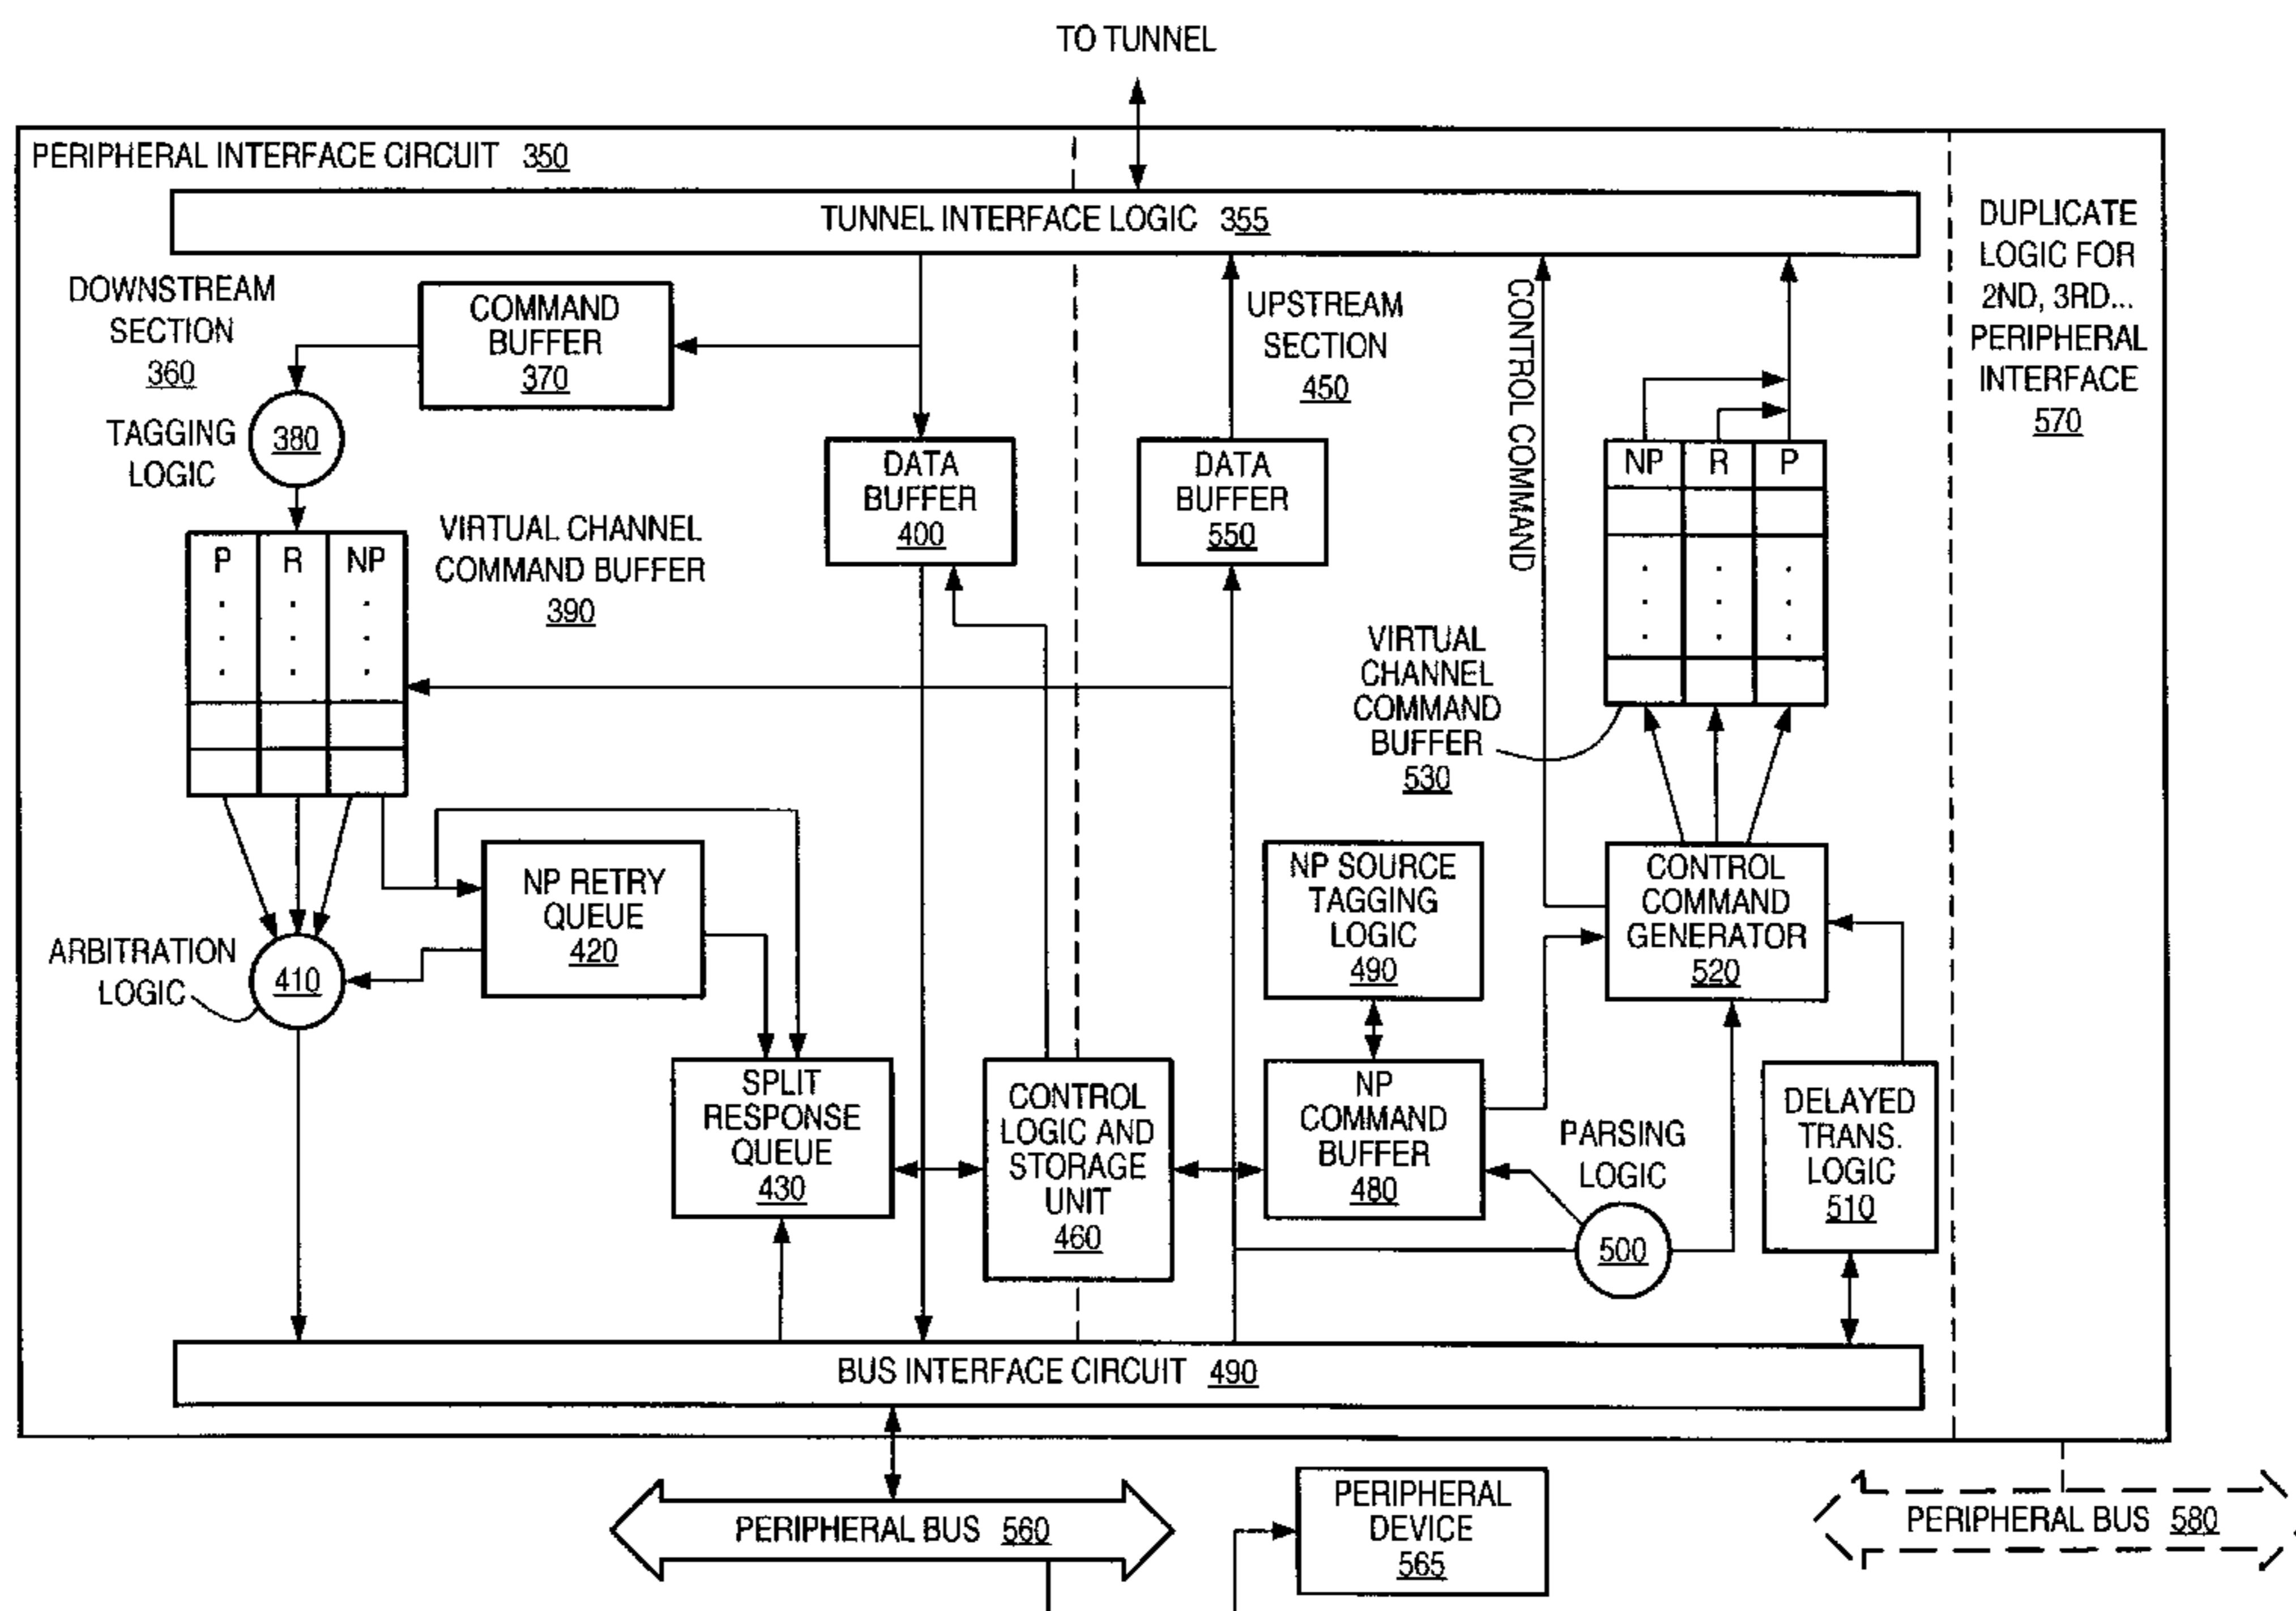 TO TUNNEL
PERIPHERAL INTERFACE CIRCUIT 350
TUNNEL INTERFACE LOGIC 355
DOWNSTREAM
SECTION
360
COMMAND
BUFFER
370
UPSTREAM
SECTION
450
CONTROL COMMAND
DUPLICATE
LOGIC FOR
2ND, 3RD...
PERIPHERAL
INTERFACE
570
TAGGING
LOGIC
380
DATA
BUFFER
400
DATA
BUFFER
550
NP R P
P R NP
VIRTUAL CHANNEL
COMMAND BUFFER
390
VIRTUAL
CHANNEL
COMMAND
BUFFER
530
NP RETRY
QUEUE
420
NP SOURCE
TAGGING
LOGIC
490
CONTROL
COMMAND
GENERATOR
520
ARBITRATION
LOGIC
410
SPLIT
RESPONSE
QUEUE
430
CONTROL
LOGIC AND
STORAGE
UNIT
460
NP
COMMAND
BUFFER
480
PARSING
LOGIC
500
DELAYED
TRANS.
LOGIC
510
BUS INTERFACE CIRCUIT 490
PERIPHERAL BUS 560
PERIPHERAL
DEVICE
565
PERIPHERAL BUS 580